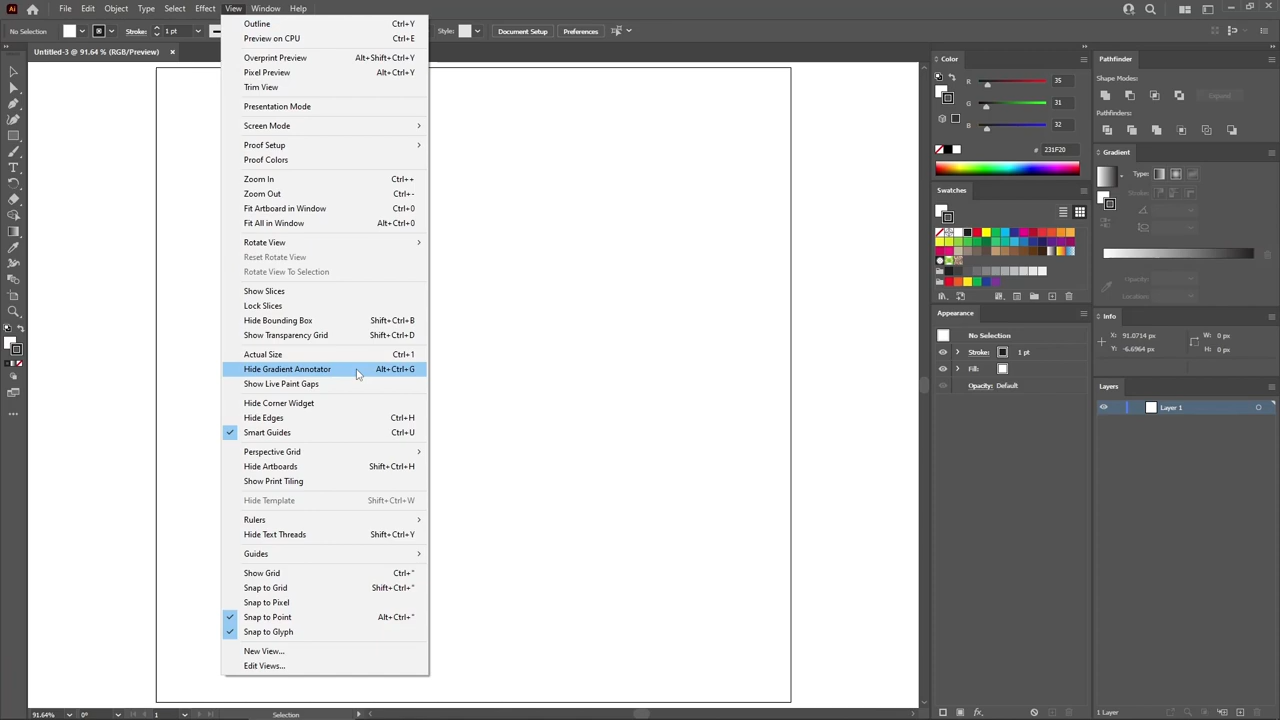 Ai File Edit Object Type Select Effect View Window Help
No Selection Stroke: 1 pt Style: Document Setup Preferences
Untitled-3 @ 91.64 % (RGB/Preview) ×
Outline Ctrl+Y
Preview on CPU Ctrl+E
Overprint Preview Alt+Shift+Ctrl+Y
Pixel Preview Alt+Ctrl+Y
Trim View
Presentation Mode
Screen Mode
Proof Setup
Proof Colors
Zoom In Ctrl++
Zoom Out Ctrl+-
Fit Artboard in Window Ctrl+0
Fit All in Window Alt+Ctrl+0
Rotate View
Reset Rotate View
Rotate View To Selection
Show Slices
Lock Slices
Hide Bounding Box Shift+Ctrl+B
Show Transparency Grid Shift+Ctrl+D
Actual Size Ctrl+1
Hide Gradient Annotator Alt+Ctrl+G
Show Live Paint Gaps
Hide Corner Widget
Hide Edges Ctrl+H
Smart Guides Ctrl+U
Perspective Grid
Hide Artboards Shift+Ctrl+H
Show Print Tiling
Hide Template Shift+Ctrl+W
Rulers
Hide Text Threads Shift+Ctrl+Y
Guides
Show Grid Ctrl+"
Snap to Grid Shift+Ctrl+"
Snap to Pixel
Snap to Point Alt+Ctrl+"
Snap to Glyph
New View...
Edit Views...
Color
R 35
G 31
B 32
# 231F20
Swatches
Appearance
No Selection
Stroke: 1 pt
Fill:
Opacity: Default
Pathfinder
Shape Modes:
Expand
Pathfinders:
Gradient
Type:
Stroke:
Opacity:
Locations:
Info
X: 91.0714 px W: 0 px
Y: -6.6964 px H: 0 px
Layers
Layer 1
1 Layer
91.64% 0° 1 Selection